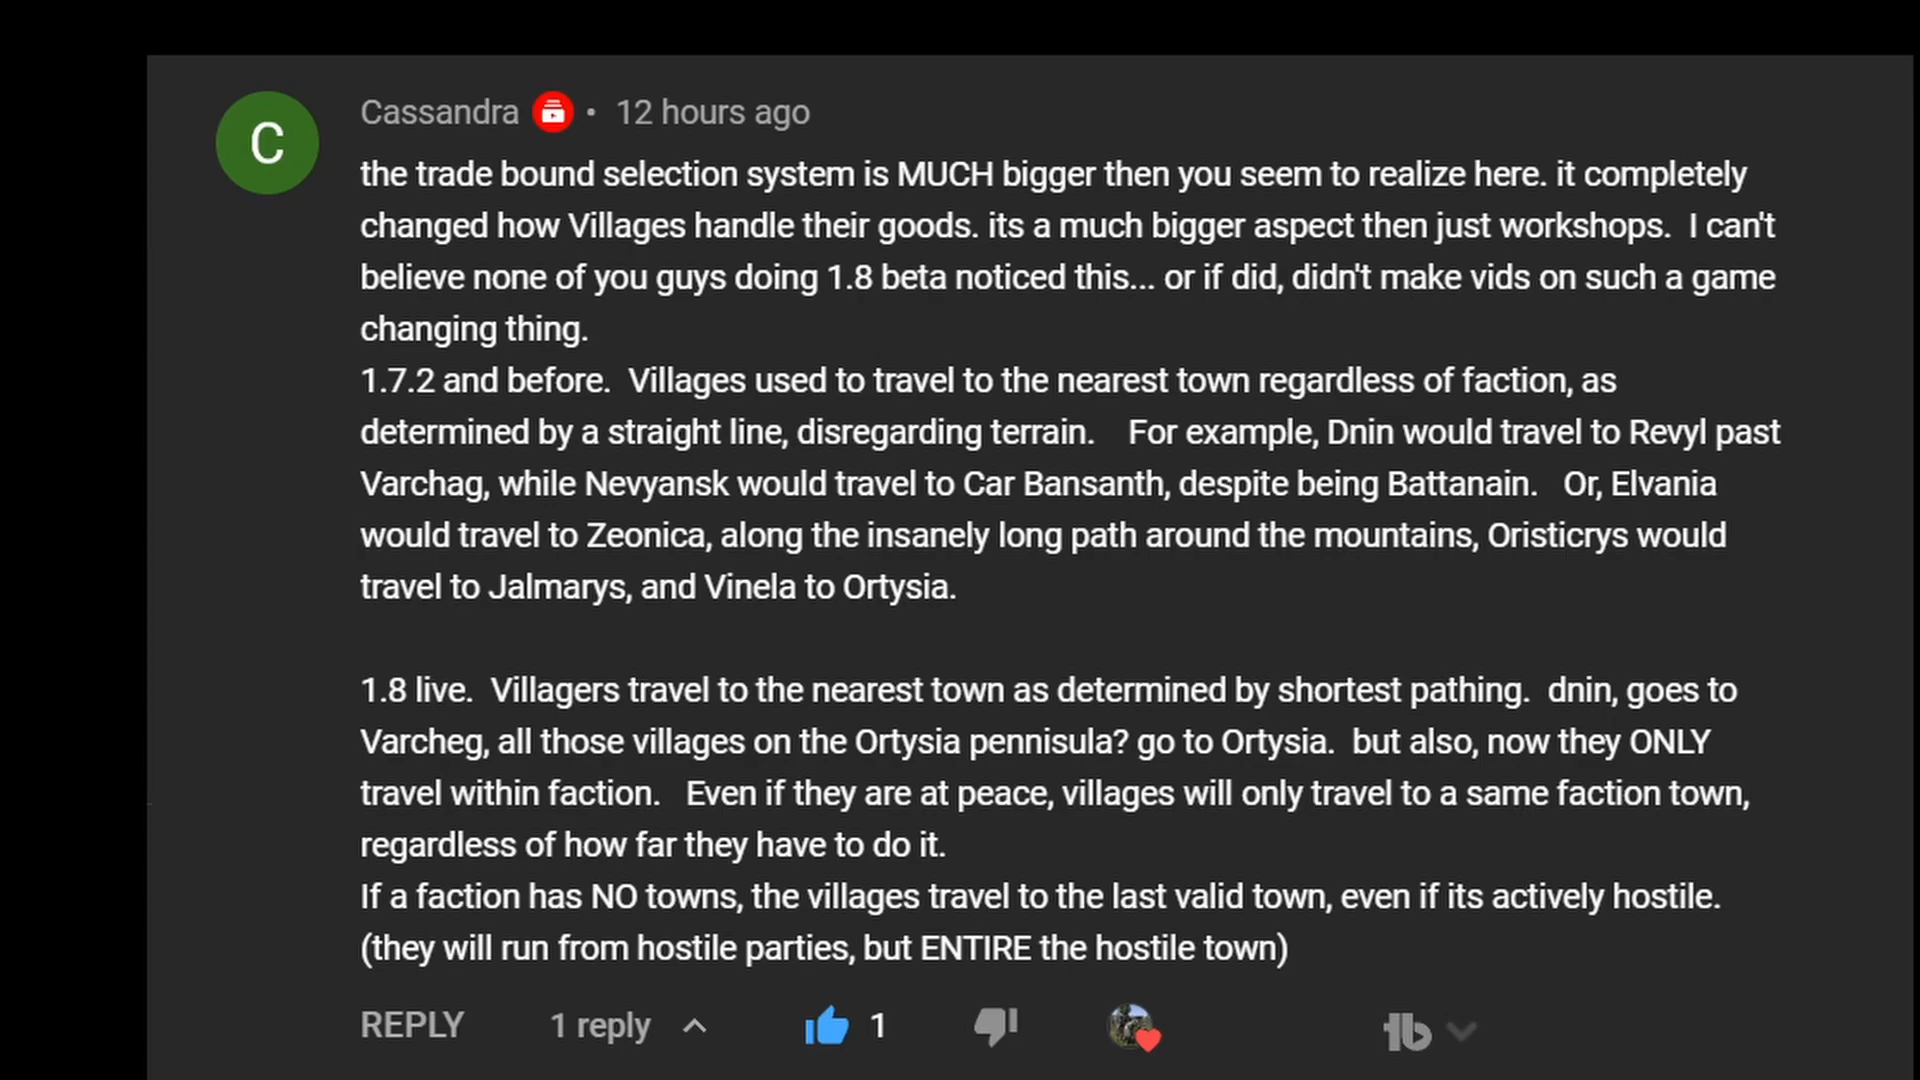 C
Cassandra • 12 hours ago
the trade bound selection system is MUCH bigger then you seem to realize here. it completely
changed how Villages handle their goods. its a much bigger aspect then just workshops.  I can't
believe none of you guys doing 1.8 beta noticed this... or if did, didn't make vids on such a game
changing thing.
1.7.2 and before.  Villages used to travel to the nearest town regardless of faction, as
determined by a straight line, disregarding terrain.    For example, Dnin would travel to Revyl past
Varchag, while Nevyansk would travel to Car Bansanth, despite being Battanain.   Or, Elvania
would travel to Zeonica, along the insanely long path around the mountains, Oristicrys would
travel to Jalmarys, and Vinela to Ortysia.
1.8 live.  Villagers travel to the nearest town as determined by shortest pathing.  dnin, goes to
Varcheg, all those villages on the Ortysia pennisula? go to Ortysia.  but also, now they ONLY
travel within faction.   Even if they are at peace, villages will only travel to a same faction town,
regardless of how far they have to do it.
If a faction has NO towns, the villages travel to the last valid town, even if its actively hostile.
(they will run from hostile parties, but ENTIRE the hostile town)
REPLY 1 reply 1 tb